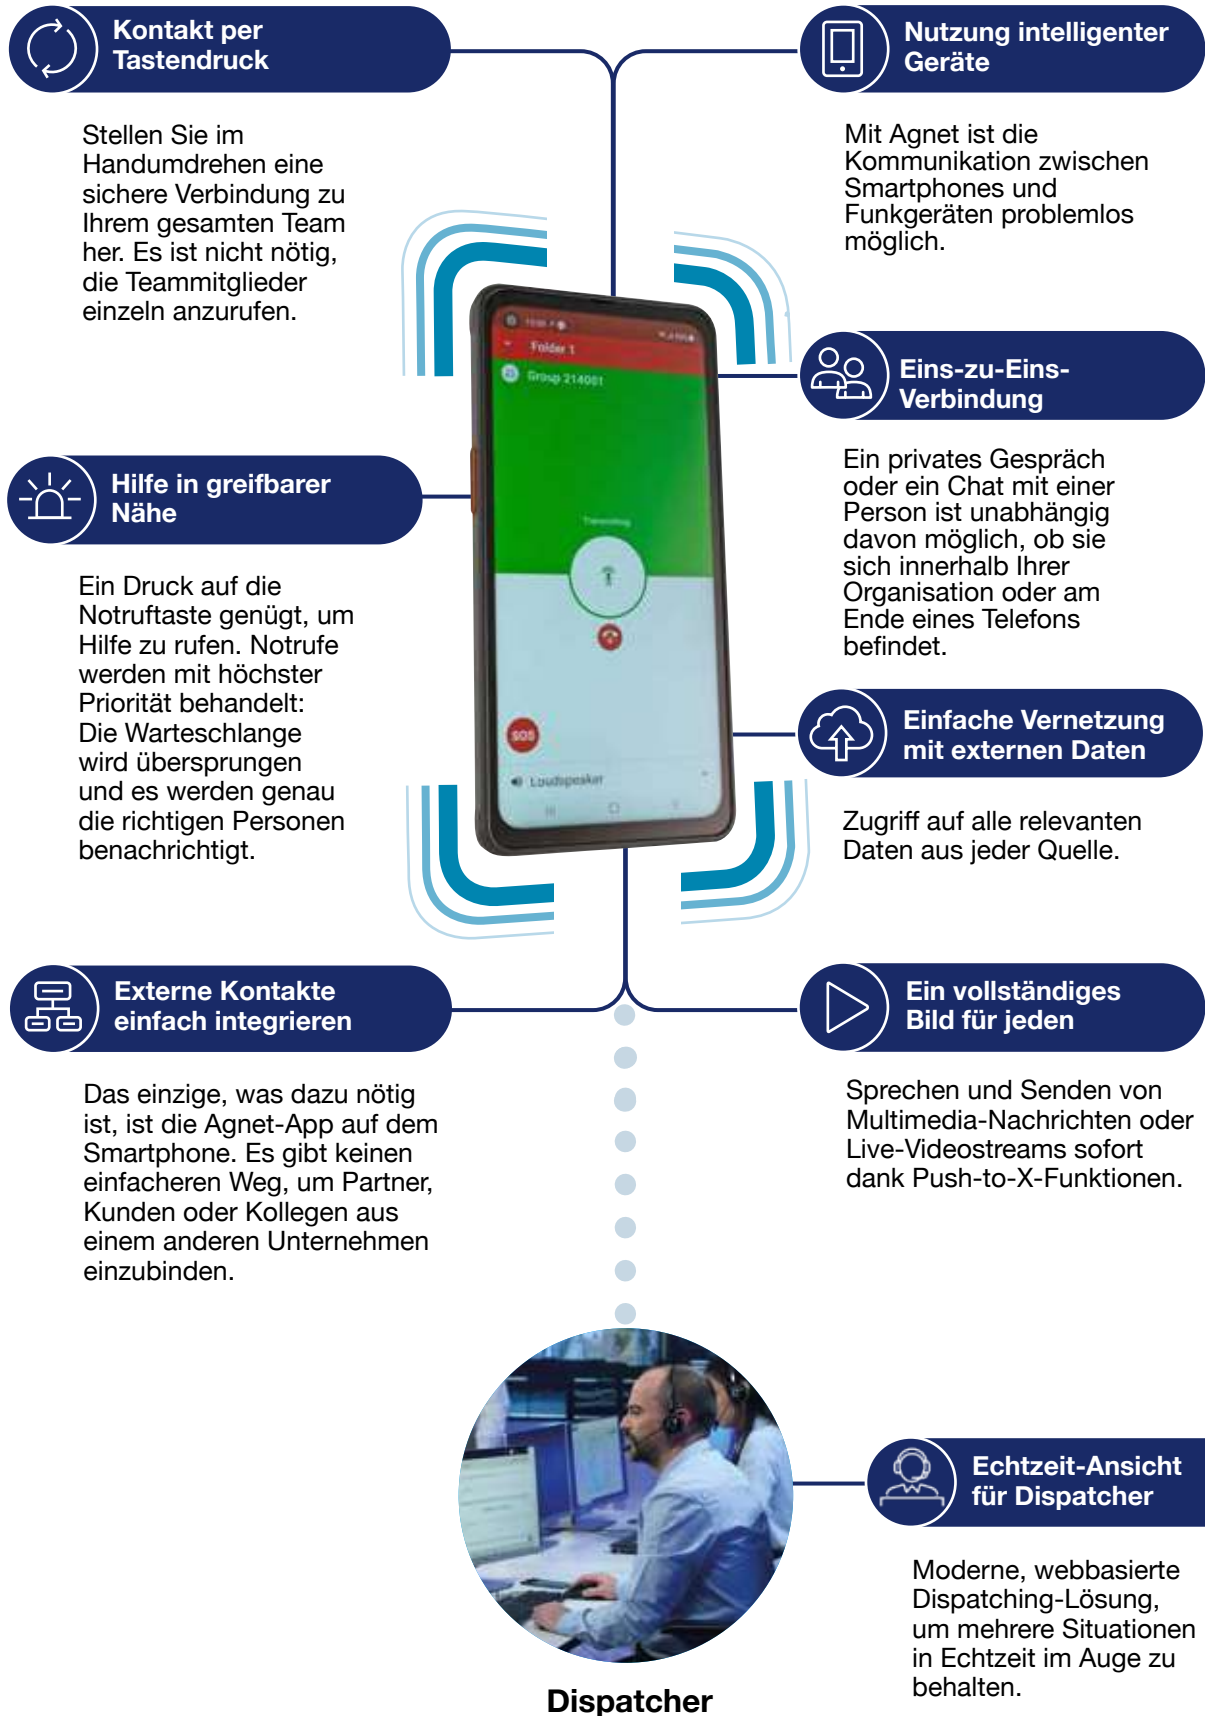 Kontakt per
Tastendruck
Stellen Sie im
Handumdrehen eine
sichere Verbindung zu
Ihrem gesamten Team
her. Es ist nicht nötig,
die Teammitglieder
einzeln anzurufen.
Nutzung intelligenter
Geräte
Mit Agnet ist die
Kommunikation zwischen
Smartphones und
Funkgeräten problemlos
möglich.
Folder 1
Group 214001
Transmitting
SOS
Loudspeaker
Eins-zu-Eins-
Verbindung
Ein privates Gespräch
oder ein Chat mit einer
Person ist unabhängig
davon möglich, ob sie
sich innerhalb Ihrer
Organisation oder am
Ende eines Telefons
befindet.
Hilfe in greifbarer
Nähe
Ein Druck auf die
Notruftaste genügt, um
Hilfe zu rufen. Notrufe
werden mit höchster
Priorität behandelt:
Die Warteschlange
wird übersprungen
und es werden genau
die richtigen Personen
benachrichtigt.
Einfache Vernetzung
mit externen Daten
Zugriff auf alle relevanten
Daten aus jeder Quelle.
Externe Kontakte
einfach integrieren
Das einzige, was dazu nötig
ist, ist die Agnet-App auf dem
Smartphone. Es gibt keinen
einfacheren Weg, um Partner,
Kunden oder Kollegen aus
einem anderen Unternehmen
einzubinden.
Ein vollständiges
Bild für jeden
Sprechen und Senden von
Multimedia-Nachrichten oder
Live-Videostreams sofort
dank Push-to-X-Funktionen.
Echtzeit-Ansicht
für Dispatcher
Moderne, webbasierte
Dispatching-Lösung,
um mehrere Situationen
in Echtzeit im Auge zu
behalten.
Dispatcher